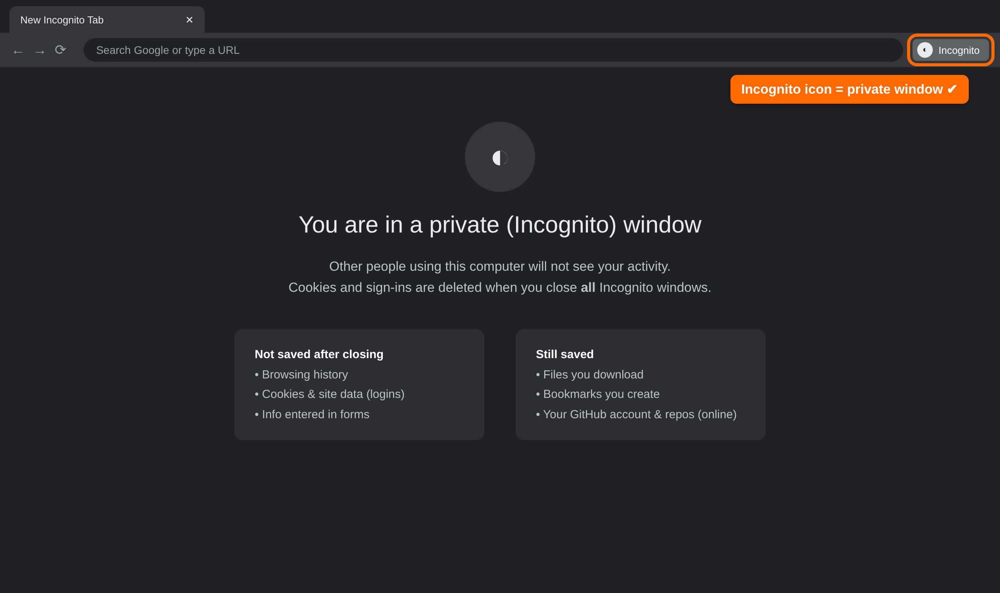 New Incognito Tab ✕
← → ⟳ Search Google or type a URL Incognito
Incognito icon = private window ✔
You are in a private (Incognito) window
Other people using this computer will not see your activity.
Cookies and sign-ins are deleted when you close all Incognito windows.
Not saved after closing
• Browsing history
• Cookies & site data (logins)
• Info entered in forms
Still saved
• Files you download
• Bookmarks you create
• Your GitHub account & repos (online)